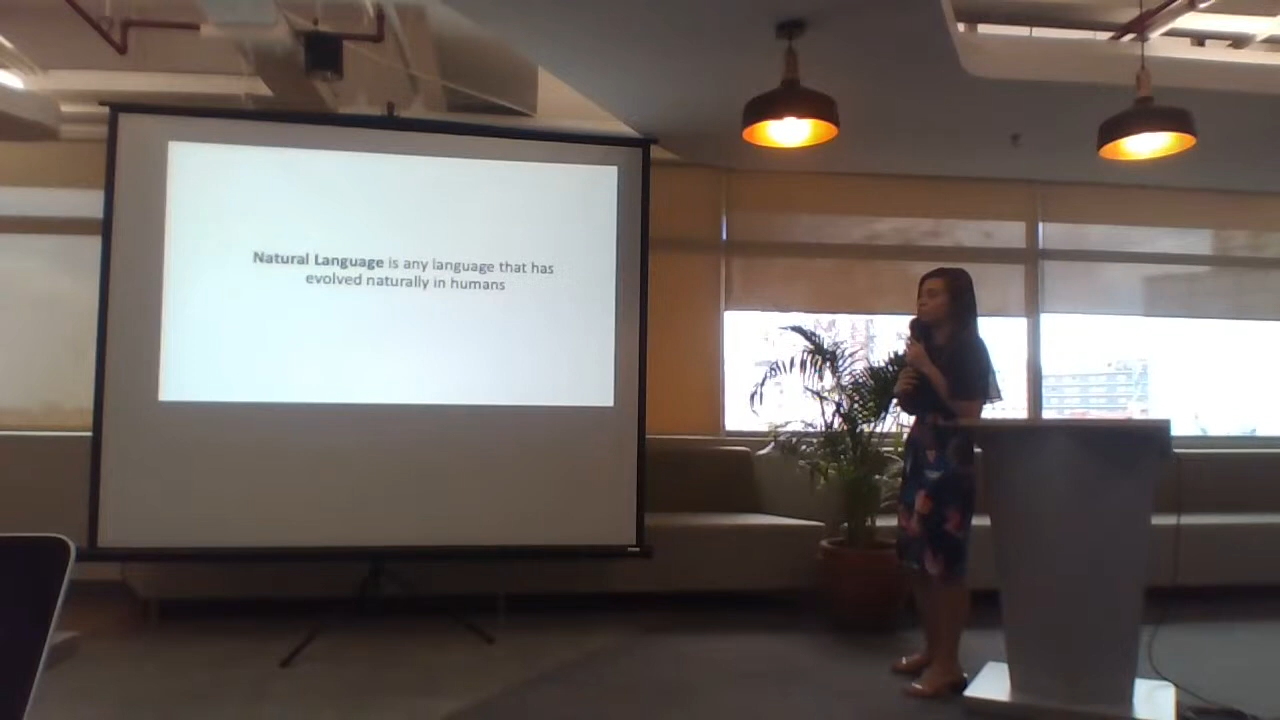 Natural Language is any language that has
evolved naturally in humans